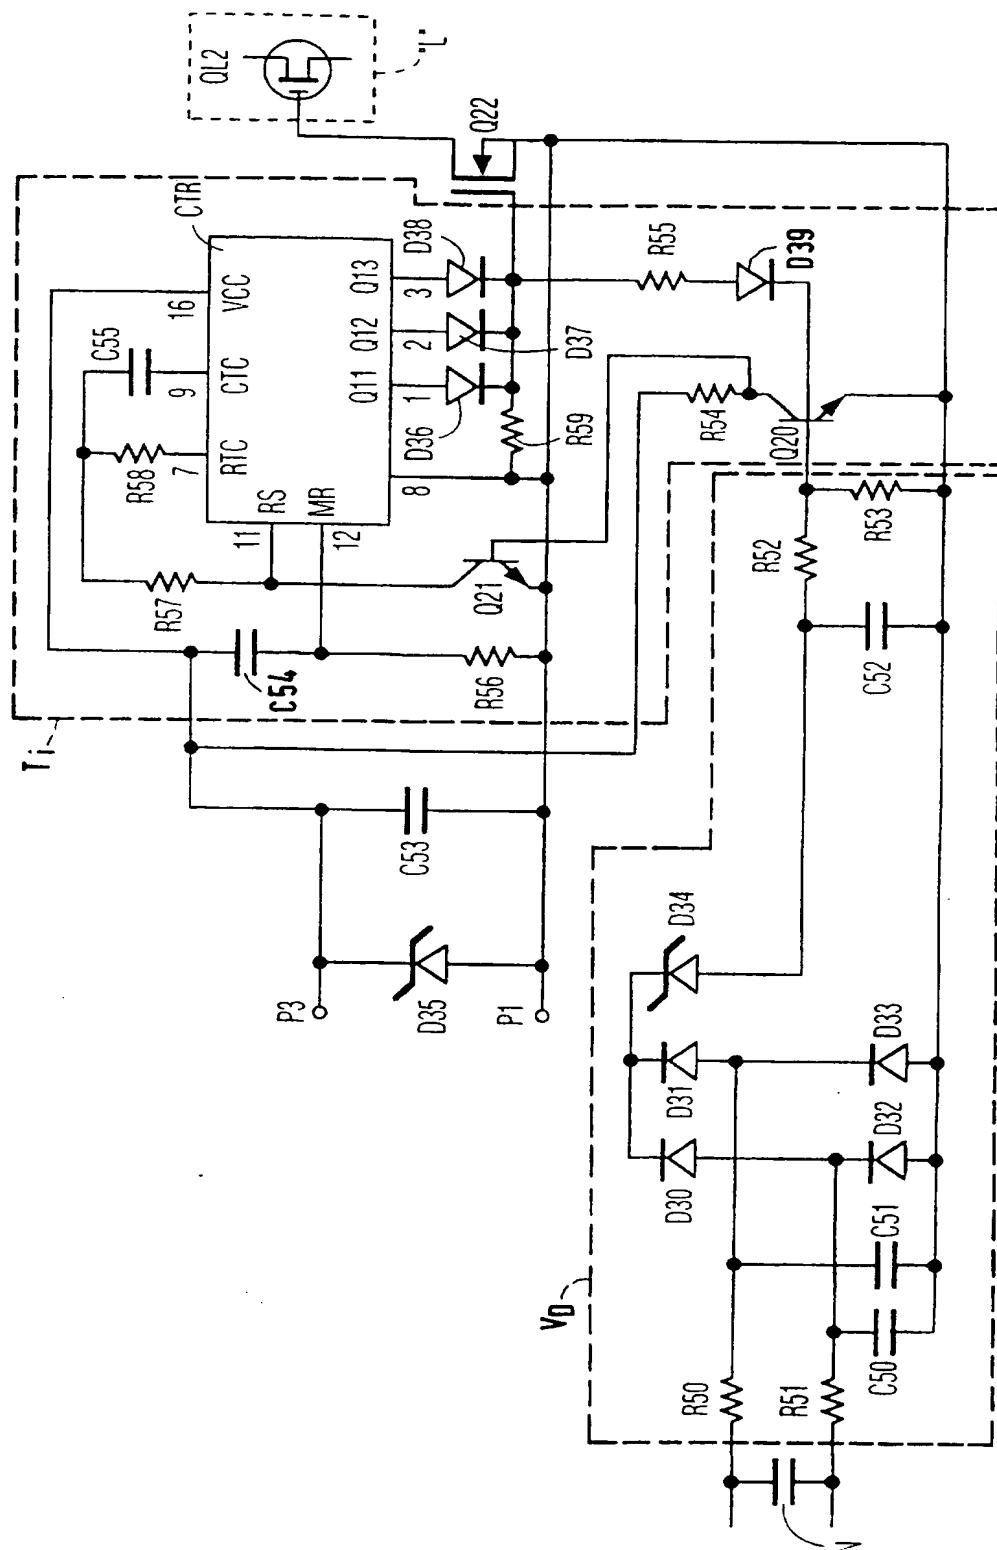 QL2
"L"
CTR
16
VCC
C55
9
CTC
R58
7
RTC
RS
11
MR
12
R57
C54
R56
Q21
8
Q11
1
Q12
2
Q13
3
D36
D37
D38
R59
Q22
R55
D39
R54
Q20
R53
R52
C52
Ti
C53
P3
D35
P1
D34
D31
D33
D30
D32
C51
C50
VD
R50
R51
V